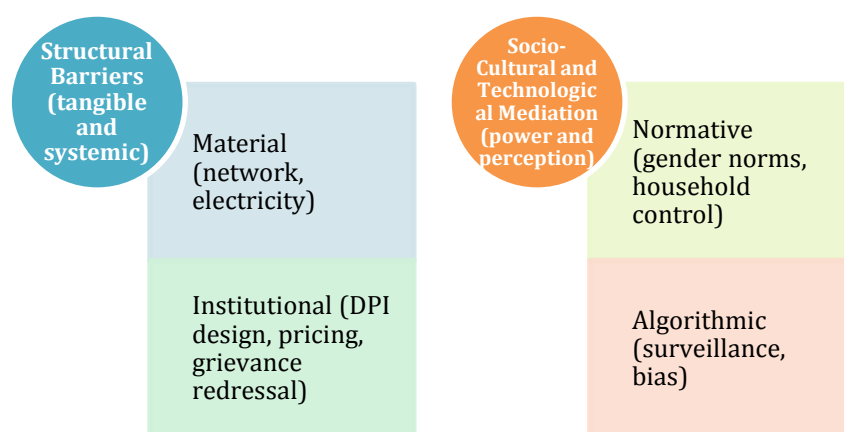 Structural
Barriers
(tangible
and
systemic)
Material
(network,
electricity)
Institutional (DPI
design, pricing,
grievance
redressal)
Socio-
Cultural and
Technologic
al Mediation
(power and
perception)
Normative
(gender norms,
household
control)
Algorithmic
(surveillance,
bias)